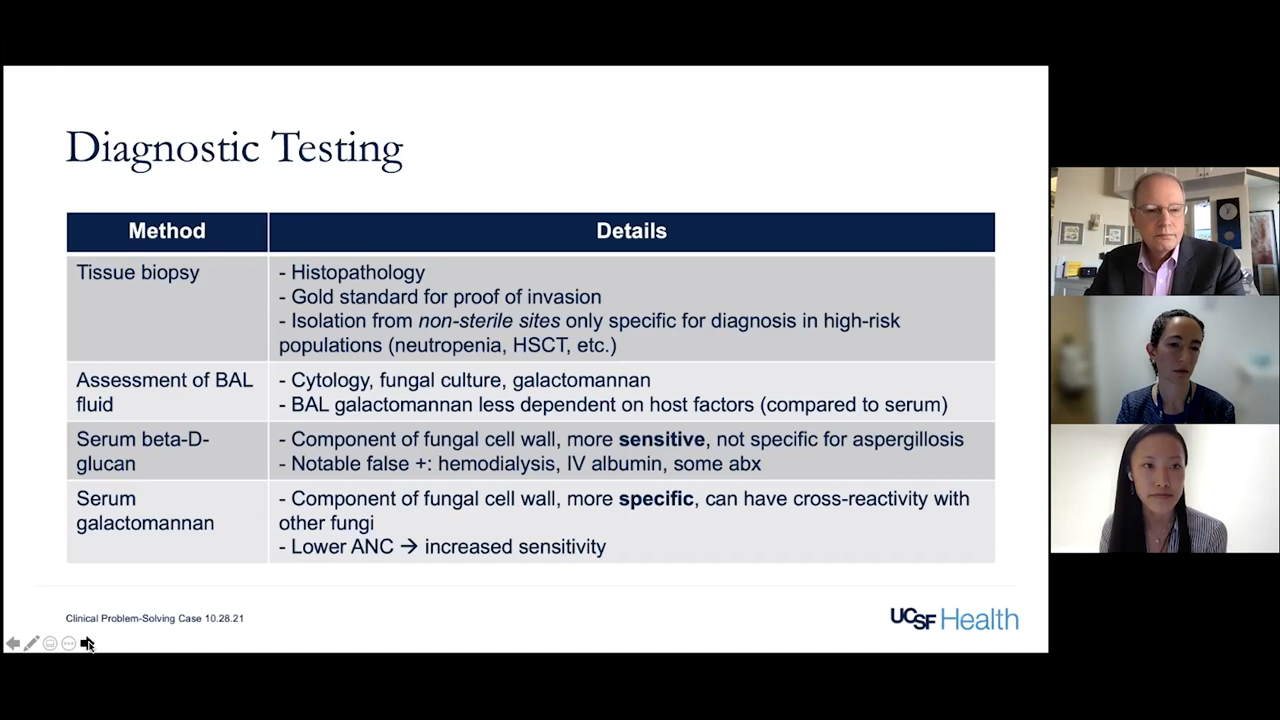 Diagnostic Testing
Method
Details
Tissue biopsy
- Histopathology
- Gold standard for proof of invasion
- Isolation from non-sterile sites only specific for diagnosis in high-risk
populations (neutropenia, HSCT, etc.)
Assessment of BAL
fluid
- Cytology, fungal culture, galactomannan
- BAL galactomannan less dependent on host factors (compared to serum)
Serum beta-D-
glucan
- Component of fungal cell wall, more sensitive, not specific for aspergillosis
- Notable false +: hemodialysis, IV albumin, some abx
Serum
galactomannan
- Component of fungal cell wall, more specific, can have cross-reactivity with
other fungi
- Lower ANC → increased sensitivity
Clinical Problem-Solving Case 10.28.21
UCSF Health